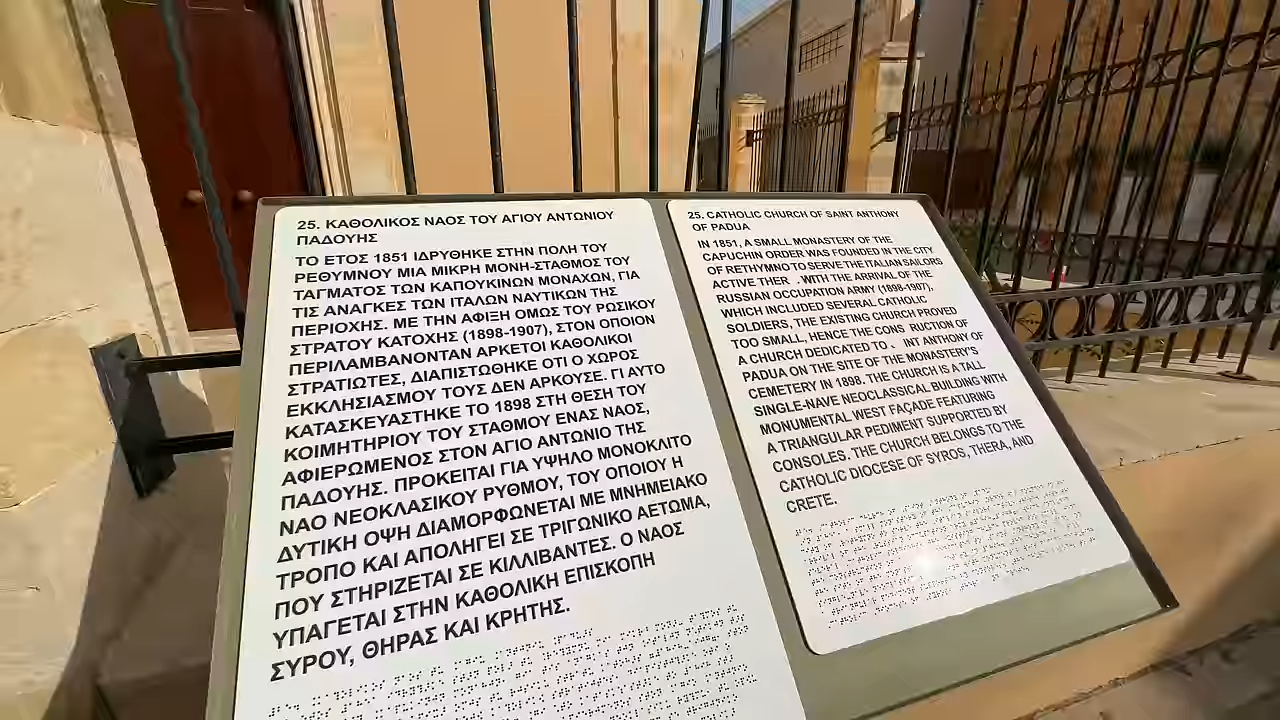 25. ΚΑΘΟΛΙΚΟΣ ΝΑΟΣ ΤΟΥ ΑΓΙΟΥ ΑΝΤΩΝΙΟΥ
ΠΑΔΟΥΗΣ
ΤΟ ΕΤΟΣ 1851 ΙΔΡΥΘΗΚΕ ΣΤΗΝ ΠΟΛΗ ΤΟΥ
ΡΕΘΥΜΝΟΥ ΜΙΑ ΜΙΚΡΗ ΜΟΝΗ-ΣΤΑΘΜΟΣ ΤΟΥ
ΤΑΓΜΑΤΟΣ ΤΩΝ ΚΑΠΟΥΚΙΝΩΝ ΜΟΝΑΧΩΝ, ΓΙΑ
ΤΙΣ ΑΝΑΓΚΕΣ ΤΩΝ ΙΤΑΛΩΝ ΝΑΥΤΙΚΩΝ ΤΗΣ
ΠΕΡΙΟΧΗΣ. ΜΕ ΤΗΝ ΑΦΙΞΗ ΟΜΩΣ ΤΟΥ ΡΩΣΙΚΟΥ
ΣΤΡΑΤΟΥ ΚΑΤΟΧΗΣ (1898-1907), ΣΤΟΝ ΟΠΟΙΟΝ
ΠΕΡΙΛΑΜΒΑΝΟΝΤΑΝ ΑΡΚΕΤΟΙ ΚΑΘΟΛΙΚΟΙ
ΣΤΡΑΤΙΩΤΕΣ, ΔΙΑΠΙΣΤΩΘΗΚΕ ΟΤΙ Ο ΧΩΡΟΣ
ΕΚΚΛΗΣΙΑΣΜΟΥ ΤΟΥΣ ΔΕΝ ΑΡΚΟΥΣΕ. ΓΙ ΑΥΤΟ
ΚΑΤΑΣΚΕΥΑΣΤΗΚΕ ΤΟ 1898 ΣΤΗ ΘΕΣΗ ΤΟΥ
ΚΟΙΜΗΤΗΡΙΟΥ ΤΟΥ ΣΤΑΘΜΟΥ ΕΝΑΣ ΝΑΟΣ,
ΑΦΙΕΡΩΜΕΝΟΣ ΣΤΟΝ ΑΓΙΟ ΑΝΤΩΝΙΟ ΤΗΣ
ΠΑΔΟΥΗΣ. ΠΡΟΚΕΙΤΑΙ ΓΙΑ ΥΨΗΛΟ ΜΟΝΟΚΛΙΤΟ
ΝΑΟ ΝΕΟΚΛΑΣΙΚΟΥ ΡΥΘΜΟΥ, ΤΟΥ ΟΠΟΙΟΥ Η
ΔΥΤΙΚΗ ΟΨΗ ΔΙΑΜΟΡΦΩΝΕΤΑΙ ΜΕ ΜΝΗΜΕΙΑΚΟ
ΤΡΟΠΟ ΚΑΙ ΑΠΟΛΗΓΕΙ ΣΕ ΤΡΙΓΩΝΙΚΟ ΑΕΤΩΜΑ,
ΠΟΥ ΣΤΗΡΙΖΕΤΑΙ ΣΕ ΚΙΛΛΙΒΑΝΤΕΣ. Ο ΝΑΟΣ
ΥΠΑΓΕΤΑΙ ΣΤΗΝ ΚΑΘΟΛΙΚΗ ΕΠΙΣΚΟΠΗ
ΣΥΡΟΥ, ΘΗΡΑΣ ΚΑΙ ΚΡΗΤΗΣ.
25. CATHOLIC CHURCH OF SAINT ANTHONY
OF PADUA
IN 1851, A SMALL MONASTERY OF THE
CAPUCHIN ORDER WAS FOUNDED IN THE CITY
OF RETHYMNO TO SERVE THE ITALIAN SAILORS
ACTIVE THER . WITH THE ARRIVAL OF THE
RUSSIAN OCCUPATION ARMY (1898-1907),
WHICH INCLUDED SEVERAL CATHOLIC
SOLDIERS, THE EXISTING CHURCH PROVED
TOO SMALL, HENCE THE CONS RUCTION OF
A CHURCH DEDICATED TO INT ANTHONY OF
PADUA ON THE SITE OF THE MONASTERY'S
CEMETERY IN 1898. THE CHURCH IS A TALL
SINGLE-NAVE NEOCLASSICAL BUILDING WITH
MONUMENTAL WEST FAÇADE FEATURING
A TRIANGULAR PEDIMENT SUPPORTED BY
CONSOLES. THE CHURCH BELONGS TO THE
CATHOLIC DIOCESE OF SYROS, THERA, AND
CRETE.